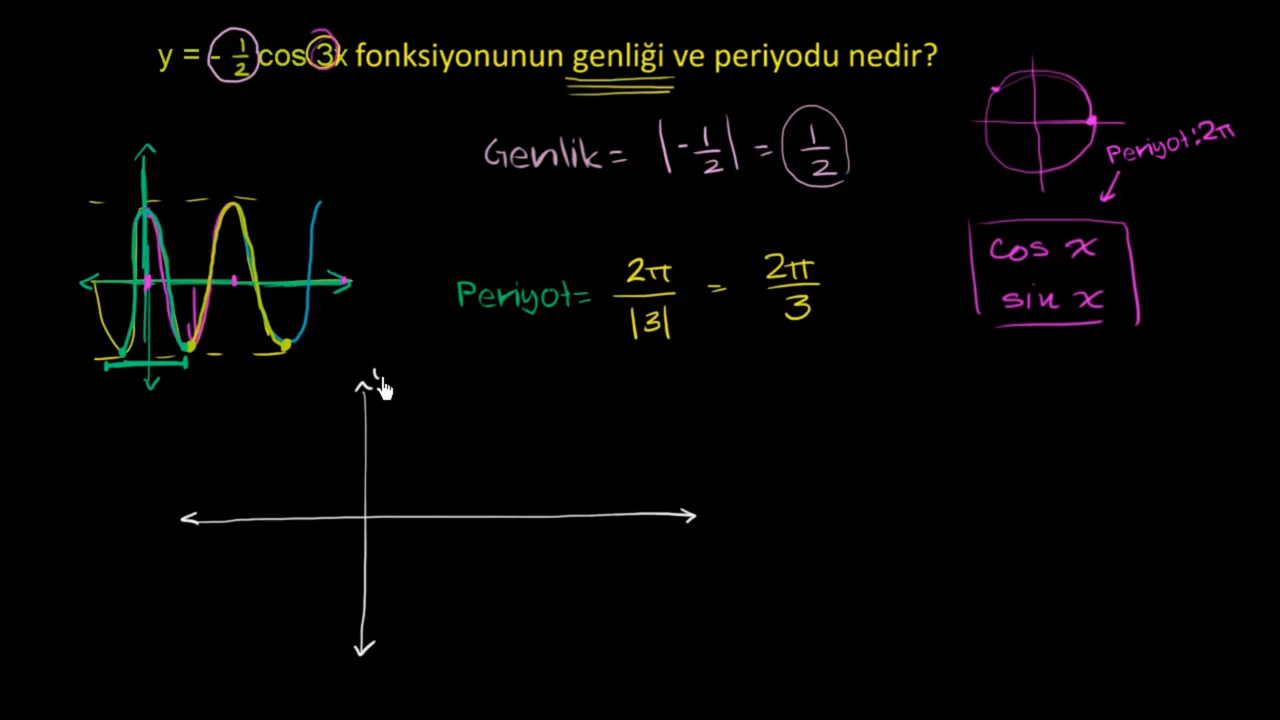 y = - 1/2 cos 3x fonksiyonunun genliği ve periyodu nedir?
Genlik = |- 1/2| = 1/2
Periyot: 2π
cos x
sin x
Periyot = 2π/|3| = 2π/3